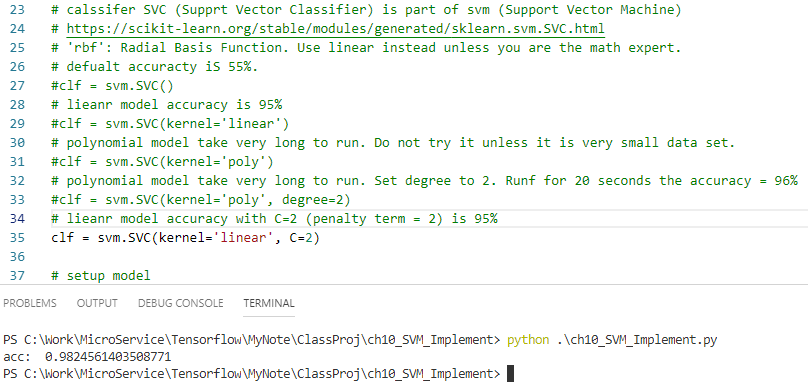 23 # calssifer SVC (Supprt Vector Classifier) is part of svm (Support Vector Machine)
24 # https://scikit-learn.org/stable/modules/generated/sklearn.svm.SVC.html
25 # 'rbf': Radial Basis Function. Use linear instead unless you are the math expert.
26 # defualt accuracty iS 55%.
27 #clf = svm.SVC()
28 # lieanr model accuracy is 95%
29 #clf = svm.SVC(kernel='linear')
30 # polynomial model take very long to run. Do not try it unless it is very small data set.
31 #clf = svm.SVC(kernel='poly')
32 # polynomial model take very long to run. Set degree to 2. Runf for 20 seconds the accuracy = 96%
33 #clf = svm.SVC(kernel='poly', degree=2)
34 # lieanr model accuracy with C=2 (penalty term = 2) is 95%
35 clf = svm.SVC(kernel='linear', C=2)
36
37 # setup model
PROBLEMS OUTPUT DEBUG CONSOLE TERMINAL
PS C:\Work\MicroService\Tensorflow\MyNote\ClassProj\ch10_SVM_Implement> python .\ch10_SVM_Implement.py
acc: 0.9824561403508771
PS C:\Work\MicroService\Tensorflow\MyNote\ClassProj\ch10_SVM_Implement>